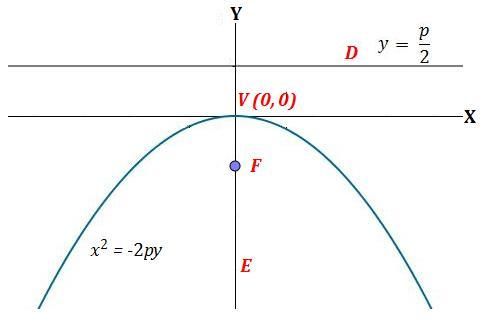 Y
D y = p/2
V (0, 0)
X
F
x² = -2py
E